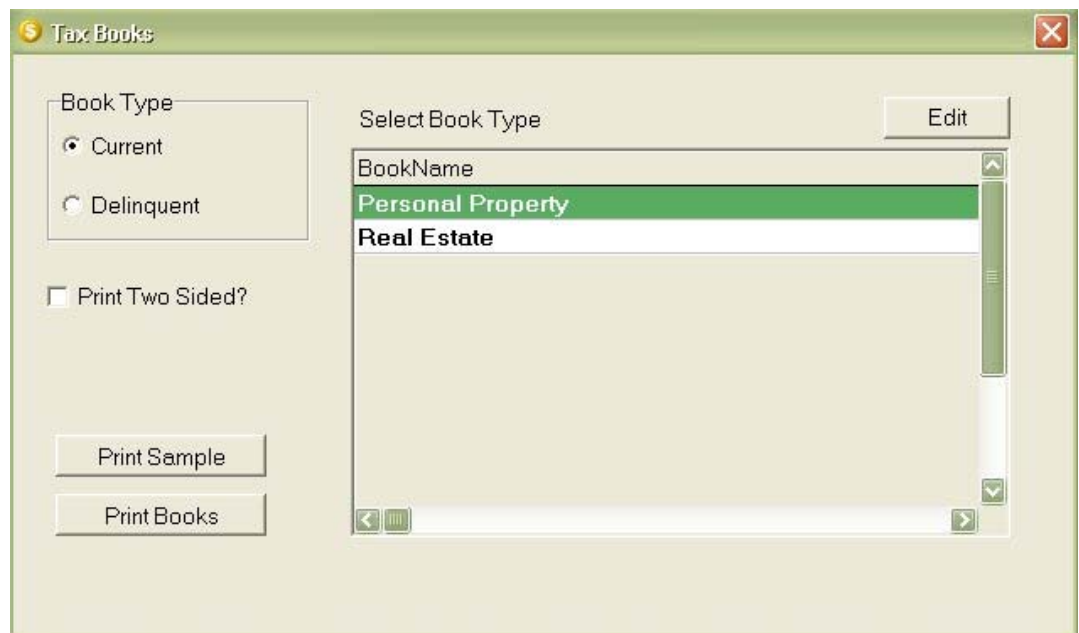 Tax Books
Book Type
Current
Delinquent
Print Two Sided?
Print Sample
Print Books
Select Book Type
Edit
BookName
Personal Property
Real Estate